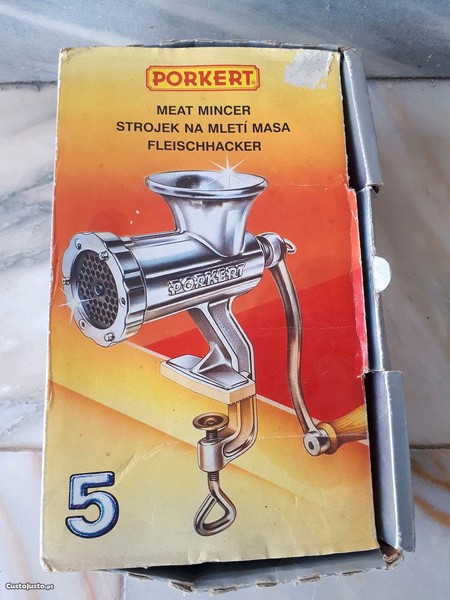 PORKERT
MEAT MINCER
STROJEK NA MLETÍ MASA
FLEISCHHACKER
PORKERT
5
CustoJusto.pt